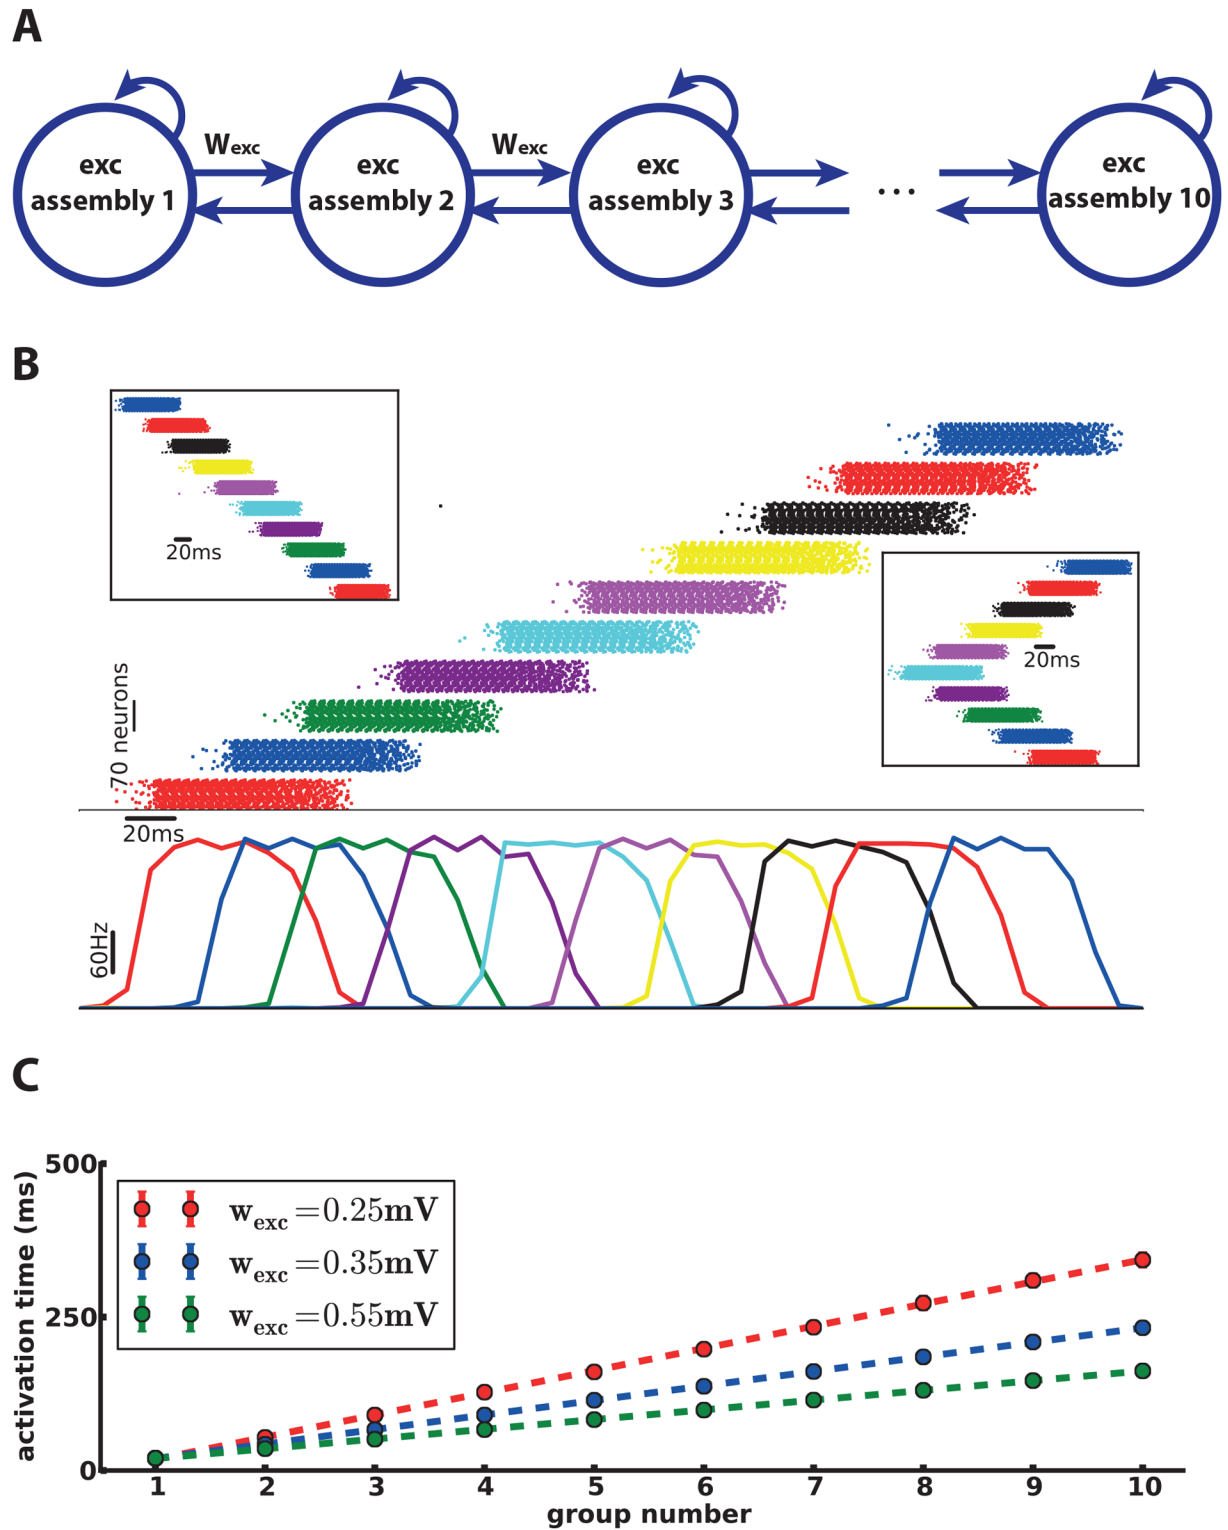 A
Wexc
Wexc
exc
assembly 1
exc
assembly 2
exc
assembly 3
...
exc
assembly 10
B
20ms
20ms
70 neurons
20ms
60Hz
C
500
250
0
activation time (ms)
wexc=0.25mV
wexc=0.35mV
wexc=0.55mV
1 2 3 4 5 6 7 8 9 10
group number